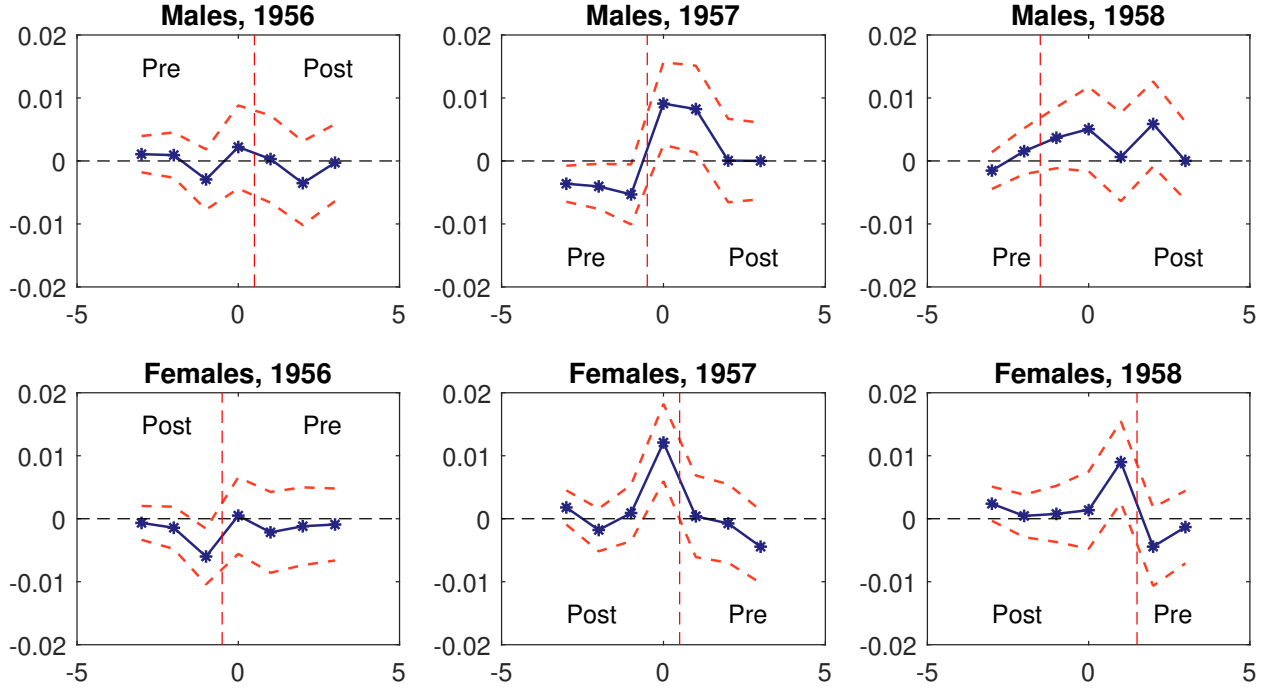 Males, 1956
0.02
0.01
0
-0.01
-0.02
Pre
Post
-5
0
5
Males, 1957
0.02
0.01
0
-0.01
-0.02
Pre
Post
-5
0
5
Males, 1958
0.02
0.01
0
-0.01
-0.02
Pre
Post
-5
0
5
Females, 1956
0.02
0.01
0
-0.01
-0.02
Post
Pre
-5
0
5
Females, 1957
0.02
0.01
0
-0.01
-0.02
Post
Pre
-5
0
5
Females, 1958
0.02
0.01
0
-0.01
-0.02
Post
Pre
-5
0
5